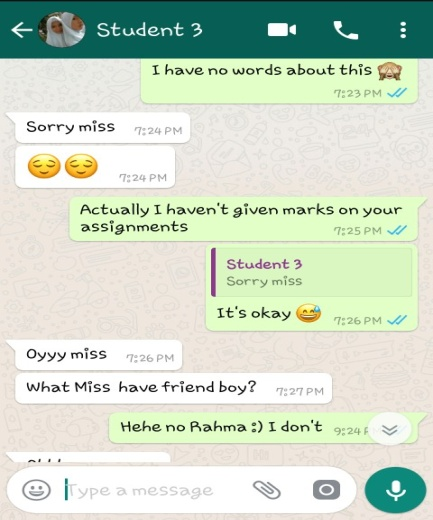 Student 3
I have no words about this 🙈
7:23 PM
Sorry miss 7:24 PM
😌😌 7:24 PM
Actually I haven't given marks on your
assignments 7:25 PM
Student 3
Sorry miss
It's okay 😅 7:26 PM
Oyyy miss 7:26 PM
What Miss have friend boy? 7:27 PM
Hehe no Rahma :) I don't 9:24
Type a message